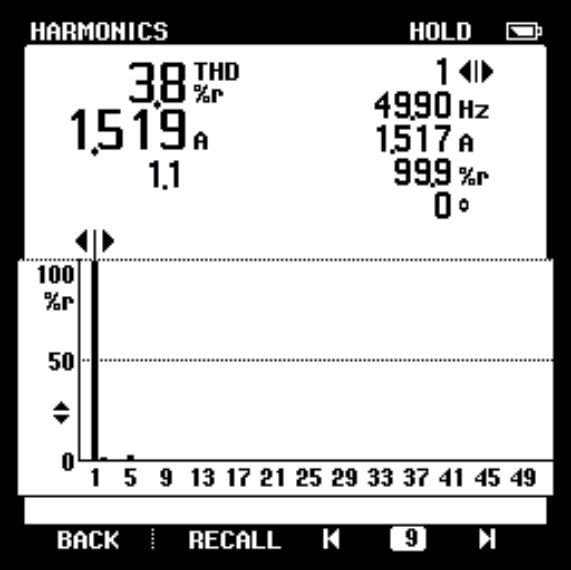 HARMONICS HOLD
3.8 THD %r
1.519 A
1.1
1
49.90 Hz
1.517 A
99.9 %r
0 °
100
%r
50
0
1 5 9 13 17 21 25 29 33 37 41 45 49
BACK RECALL 9